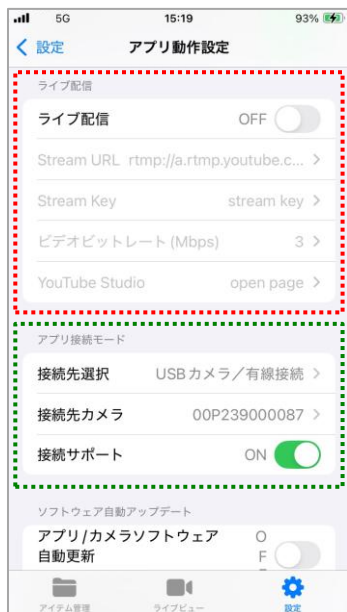 5G 15:19 93%
設定 アプリ動作設定
ライブ配信
ライブ配信 OFF
Stream URL rtmp://a.rtmp.youtube.c...
Stream Key stream key
ビデオビットレート (Mbps) 3
YouTube Studio open page
アプリ接続モード
接続先選択 USBカメラ/有線接続
接続先カメラ 00P239000087
接続サポート ON
ソフトウェア自動アップデート
アプリ/カメラソフトウェア O
自動更新 F
アイテム管理 ライブビュー 設定